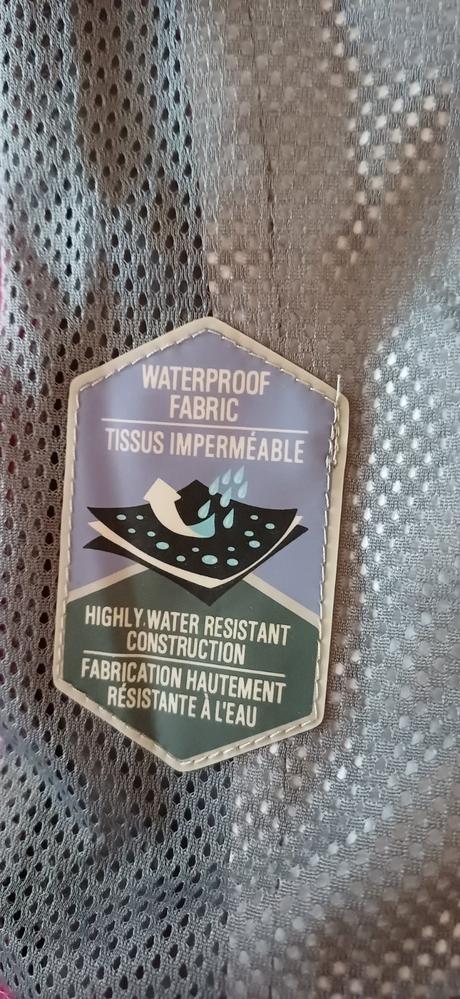 WATERPROOF
FABRIC
TISSUS IMPERMÉABLE
HIGHLY WATER RESISTANT
CONSTRUCTION
FABRICATION HAUTEMENT
RÉSISTANTE À L'EAU